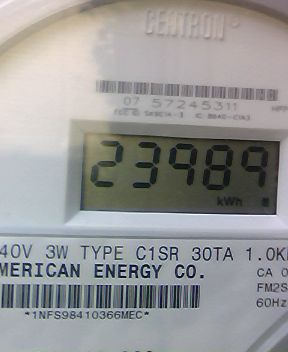 CENTRON®
07 57245311
23989
kWh
40V 3W TYPE C1SR 30TA 1.0K
MERICAN ENERGY CO.
CA 0
FM2S
60Hz
*1NFS98410366MEC*